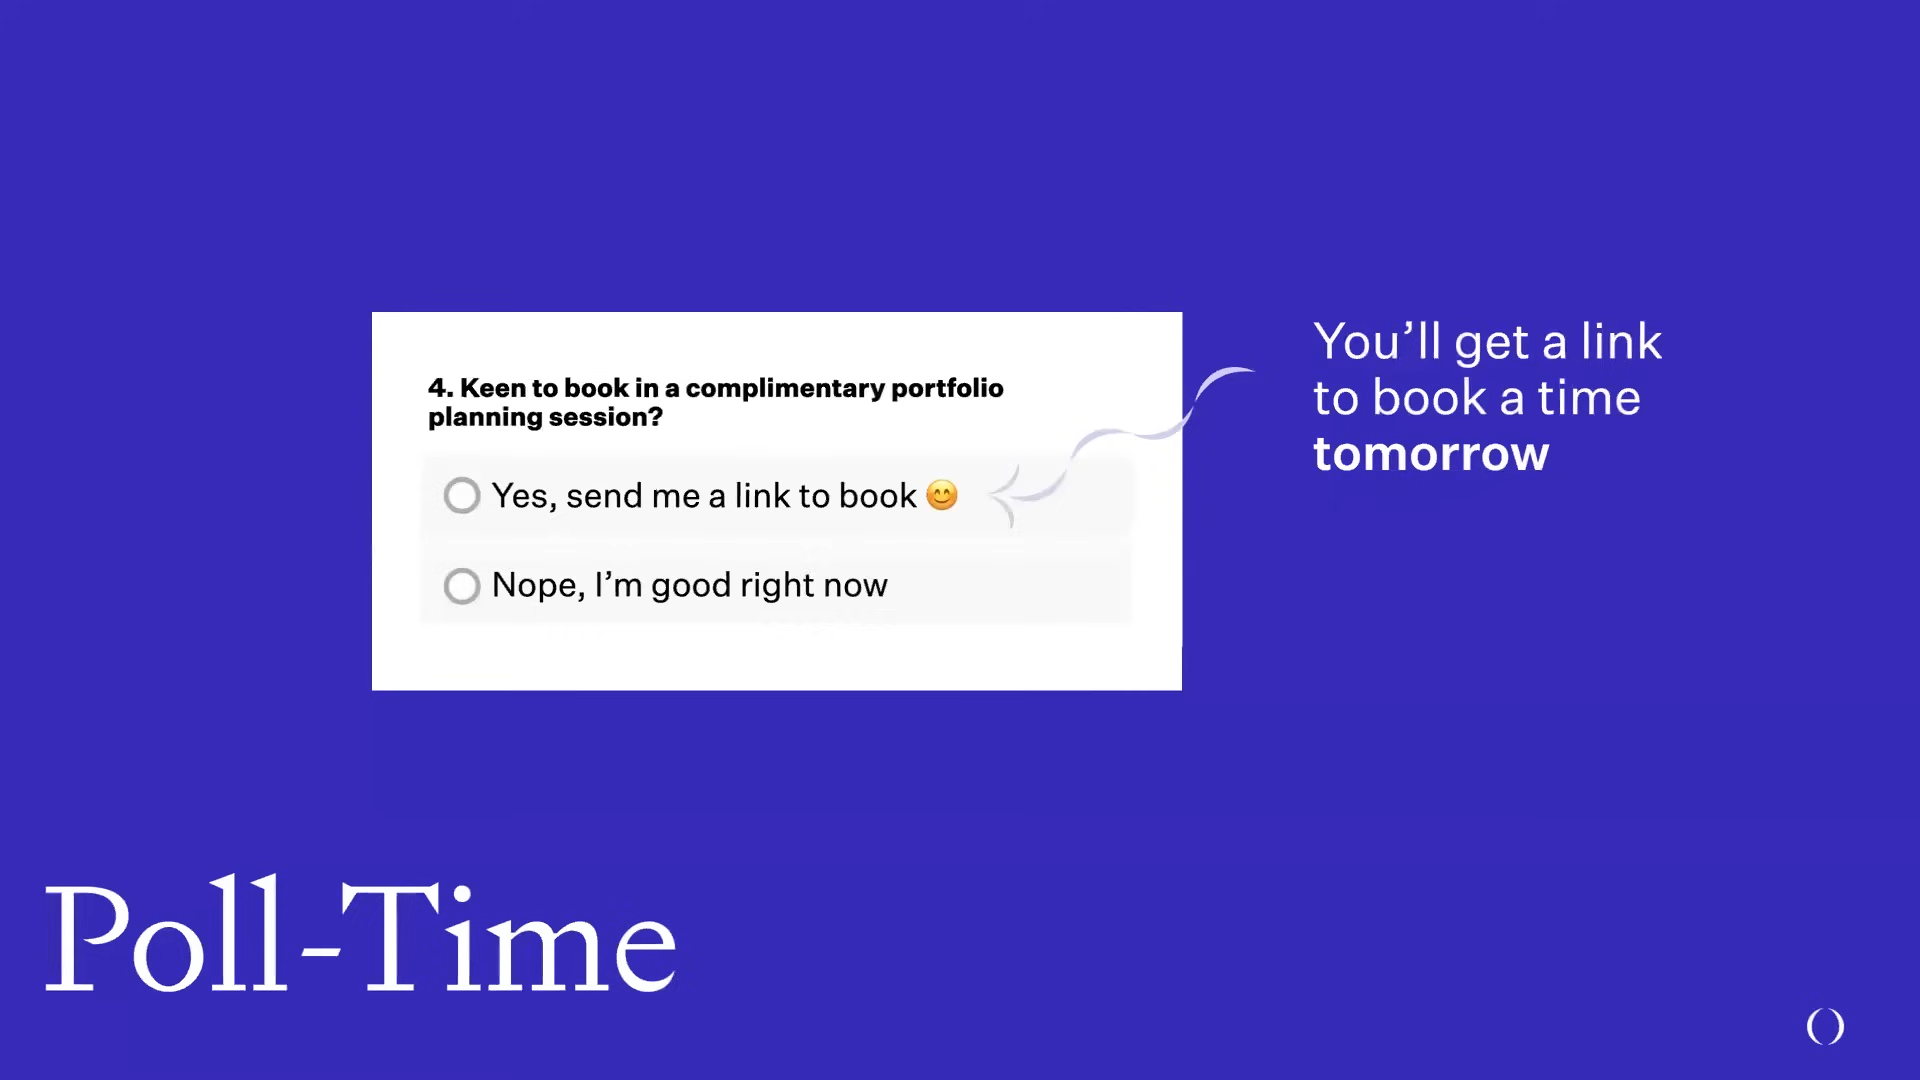 4. Keen to book in a complimentary portfolio
planning session?
Yes, send me a link to book 😊
Nope, I’m good right now
You’ll get a link
to book a time
tomorrow
Poll-Time